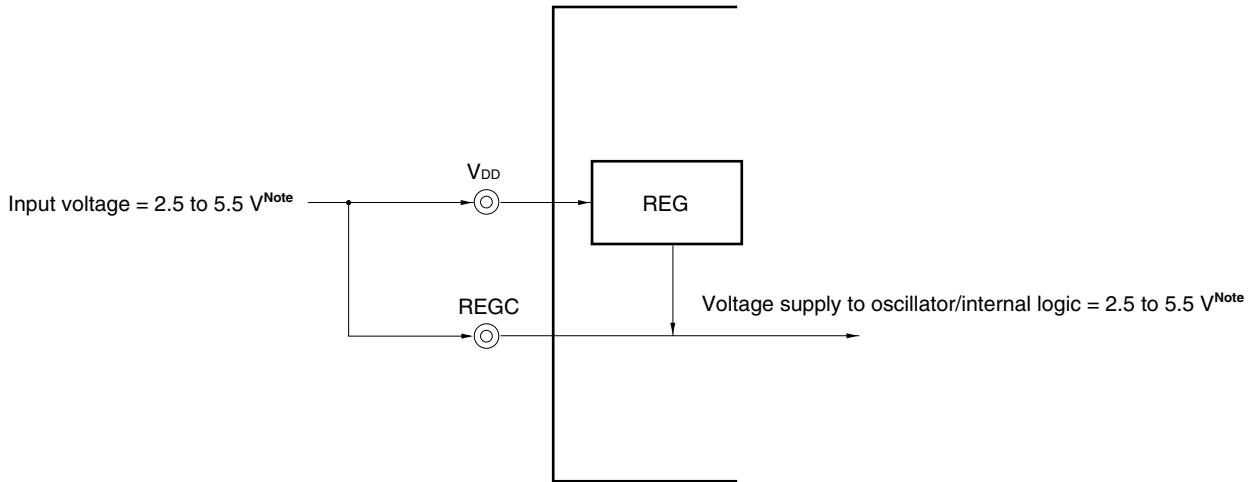 VDD
Input voltage = 2.5 to 5.5 VNote
REG
REGC
Voltage supply to oscillator/internal logic = 2.5 to 5.5 VNote